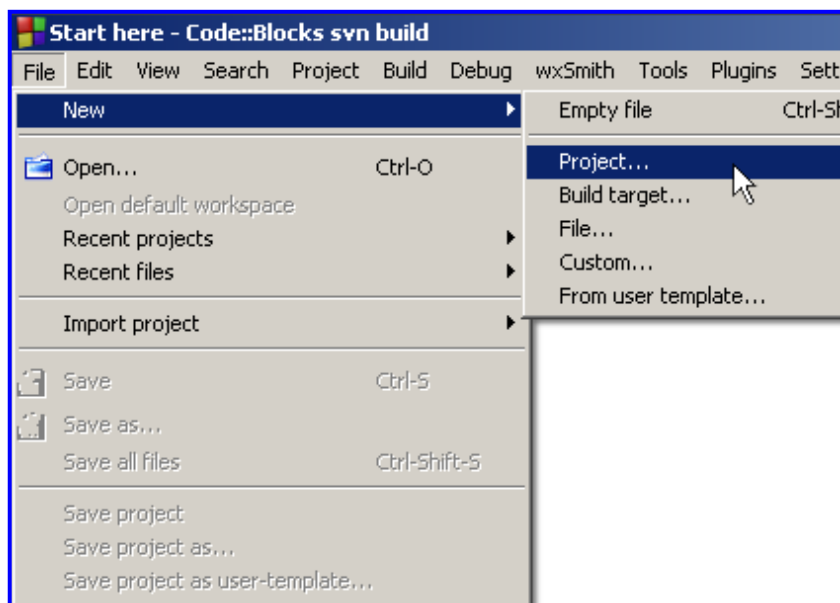 Start here - Code::Blocks svn build
File Edit View Search Project Build Debug wxSmith Tools Plugins Sett
New
Open... Ctrl-O
Open default workspace
Recent projects
Recent files
Import project
Save Ctrl-S
Save as...
Save all files Ctrl-Shift-S
Save project
Save project as...
Save project as user-template...
Empty file Ctrl-Sh
Project...
Build target...
File...
Custom...
From user template...